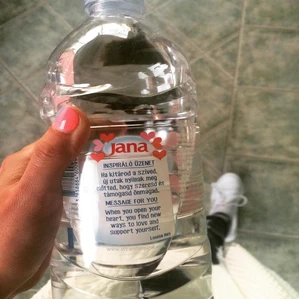 Jana
INSPIRÁLÓ ÜZENET
Ha kitárod a szíved,
új utak nyílnak meg
előtted, hogy szeresd és
támogasd önmagad.
MESSAGE FOR YOU
When you open your
heart, you find new
ways to love and
support yourself.